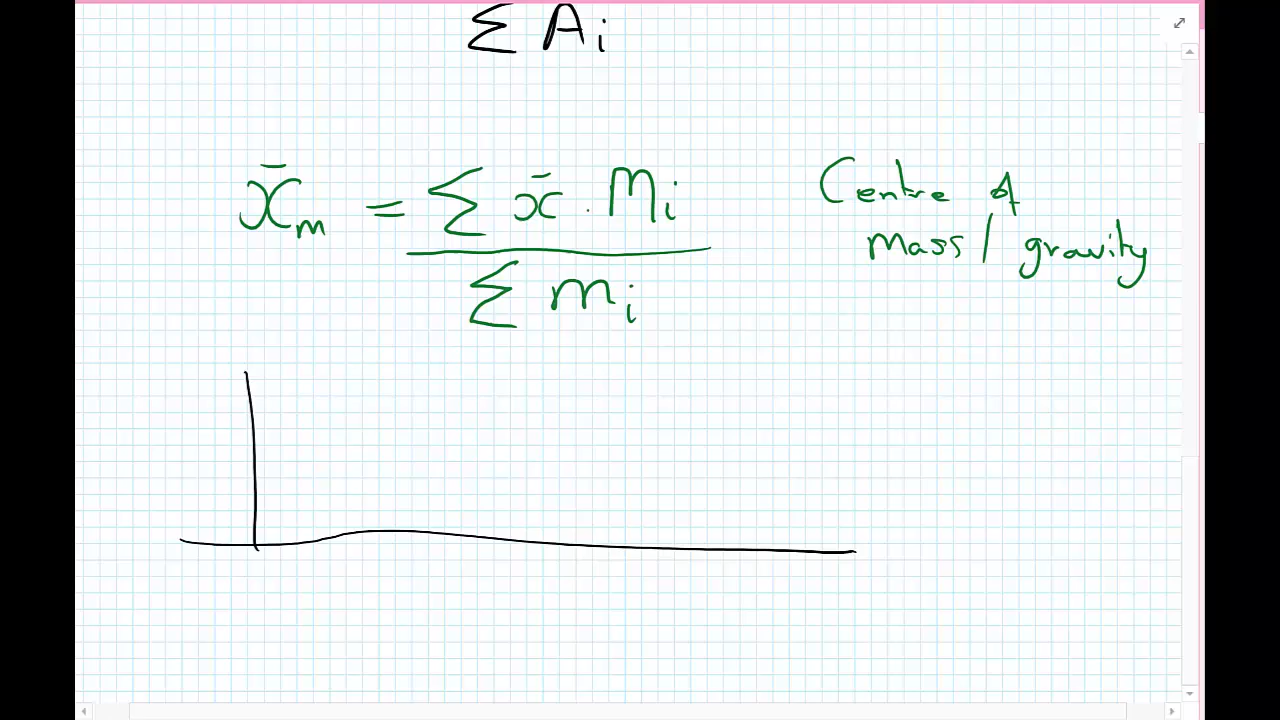 Σ Ai
x̄m = Σ x̄ . Mi
Σ mi
Centre of
mass / gravity